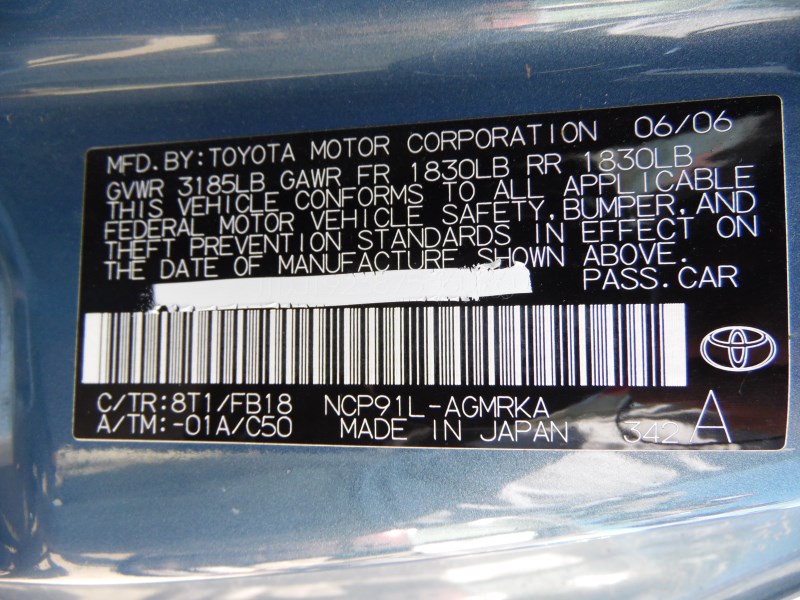 MFD.BY:TOYOTA MOTOR CORPORATION 06/06
GVWR 3185LB GAWR FR 1830LB RR 1830LB
THIS VEHICLE CONFORMS TO ALL APPLICABLE
FEDERAL MOTOR VEHICLE SAFETY,BUMPER,AND
THEFT PREVENTION STANDARDS IN EFFECT ON
THE DATE OF MANUFACTURE SHOWN ABOVE.
PASS.CAR
C/TR:8T1/FB18 NCP91L-AGMRKA
A/TM:-01A/C50 MADE IN JAPAN 342 A